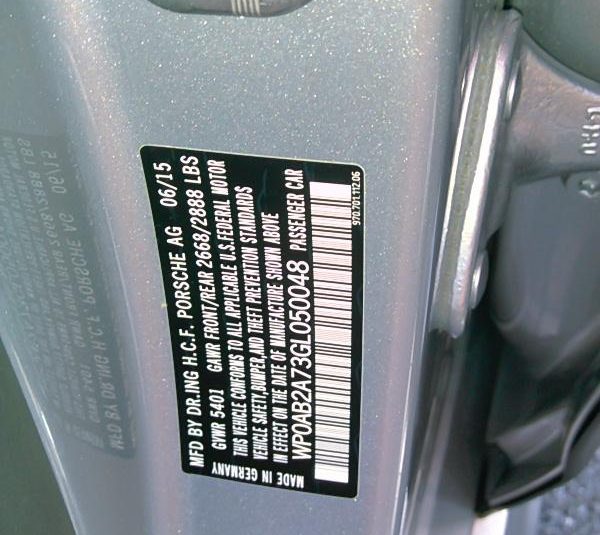 MFD BY DR.ING H.C.F. PORSCHE AG 06/15
GVWR 5401 GAWR FRONT/REAR 2668/2888 LBS
THIS VEHICLE CONFORMS TO ALL APPLICABLE U.S.FEDERAL MOTOR
VEHICLE SAFETY,BUMPER,AND THEFT PREVENTION STANDARDS
IN EFFECT ON THE DATE OF MANUFACTURE SHOWN ABOVE
WP0AB2A73GL050048 PASSENGER CAR
MADE IN GERMANY
970.701.112.06